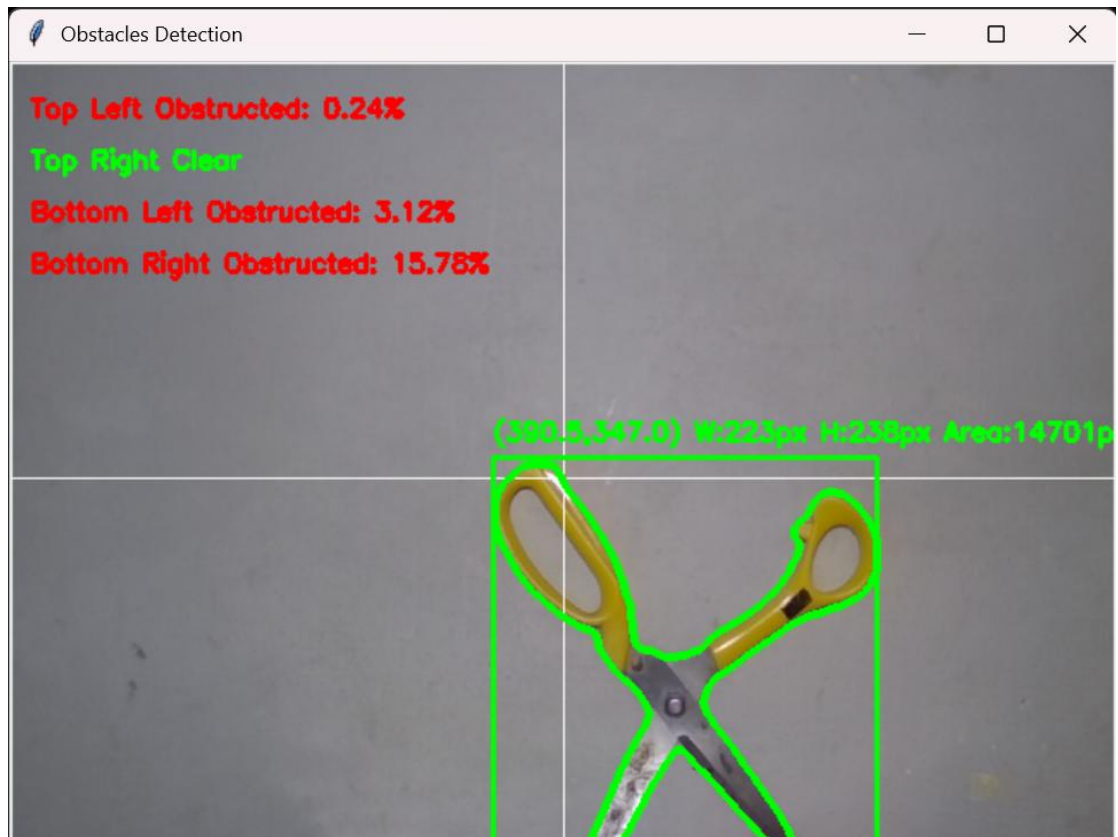 Obstacles Detection
Top Left Obstructed: 0.24%
Top Right Clear
Bottom Left Obstructed: 3.12%
Bottom Right Obstructed: 15.78%
(390.5,347.0) W:223px H:238px Area:14701p